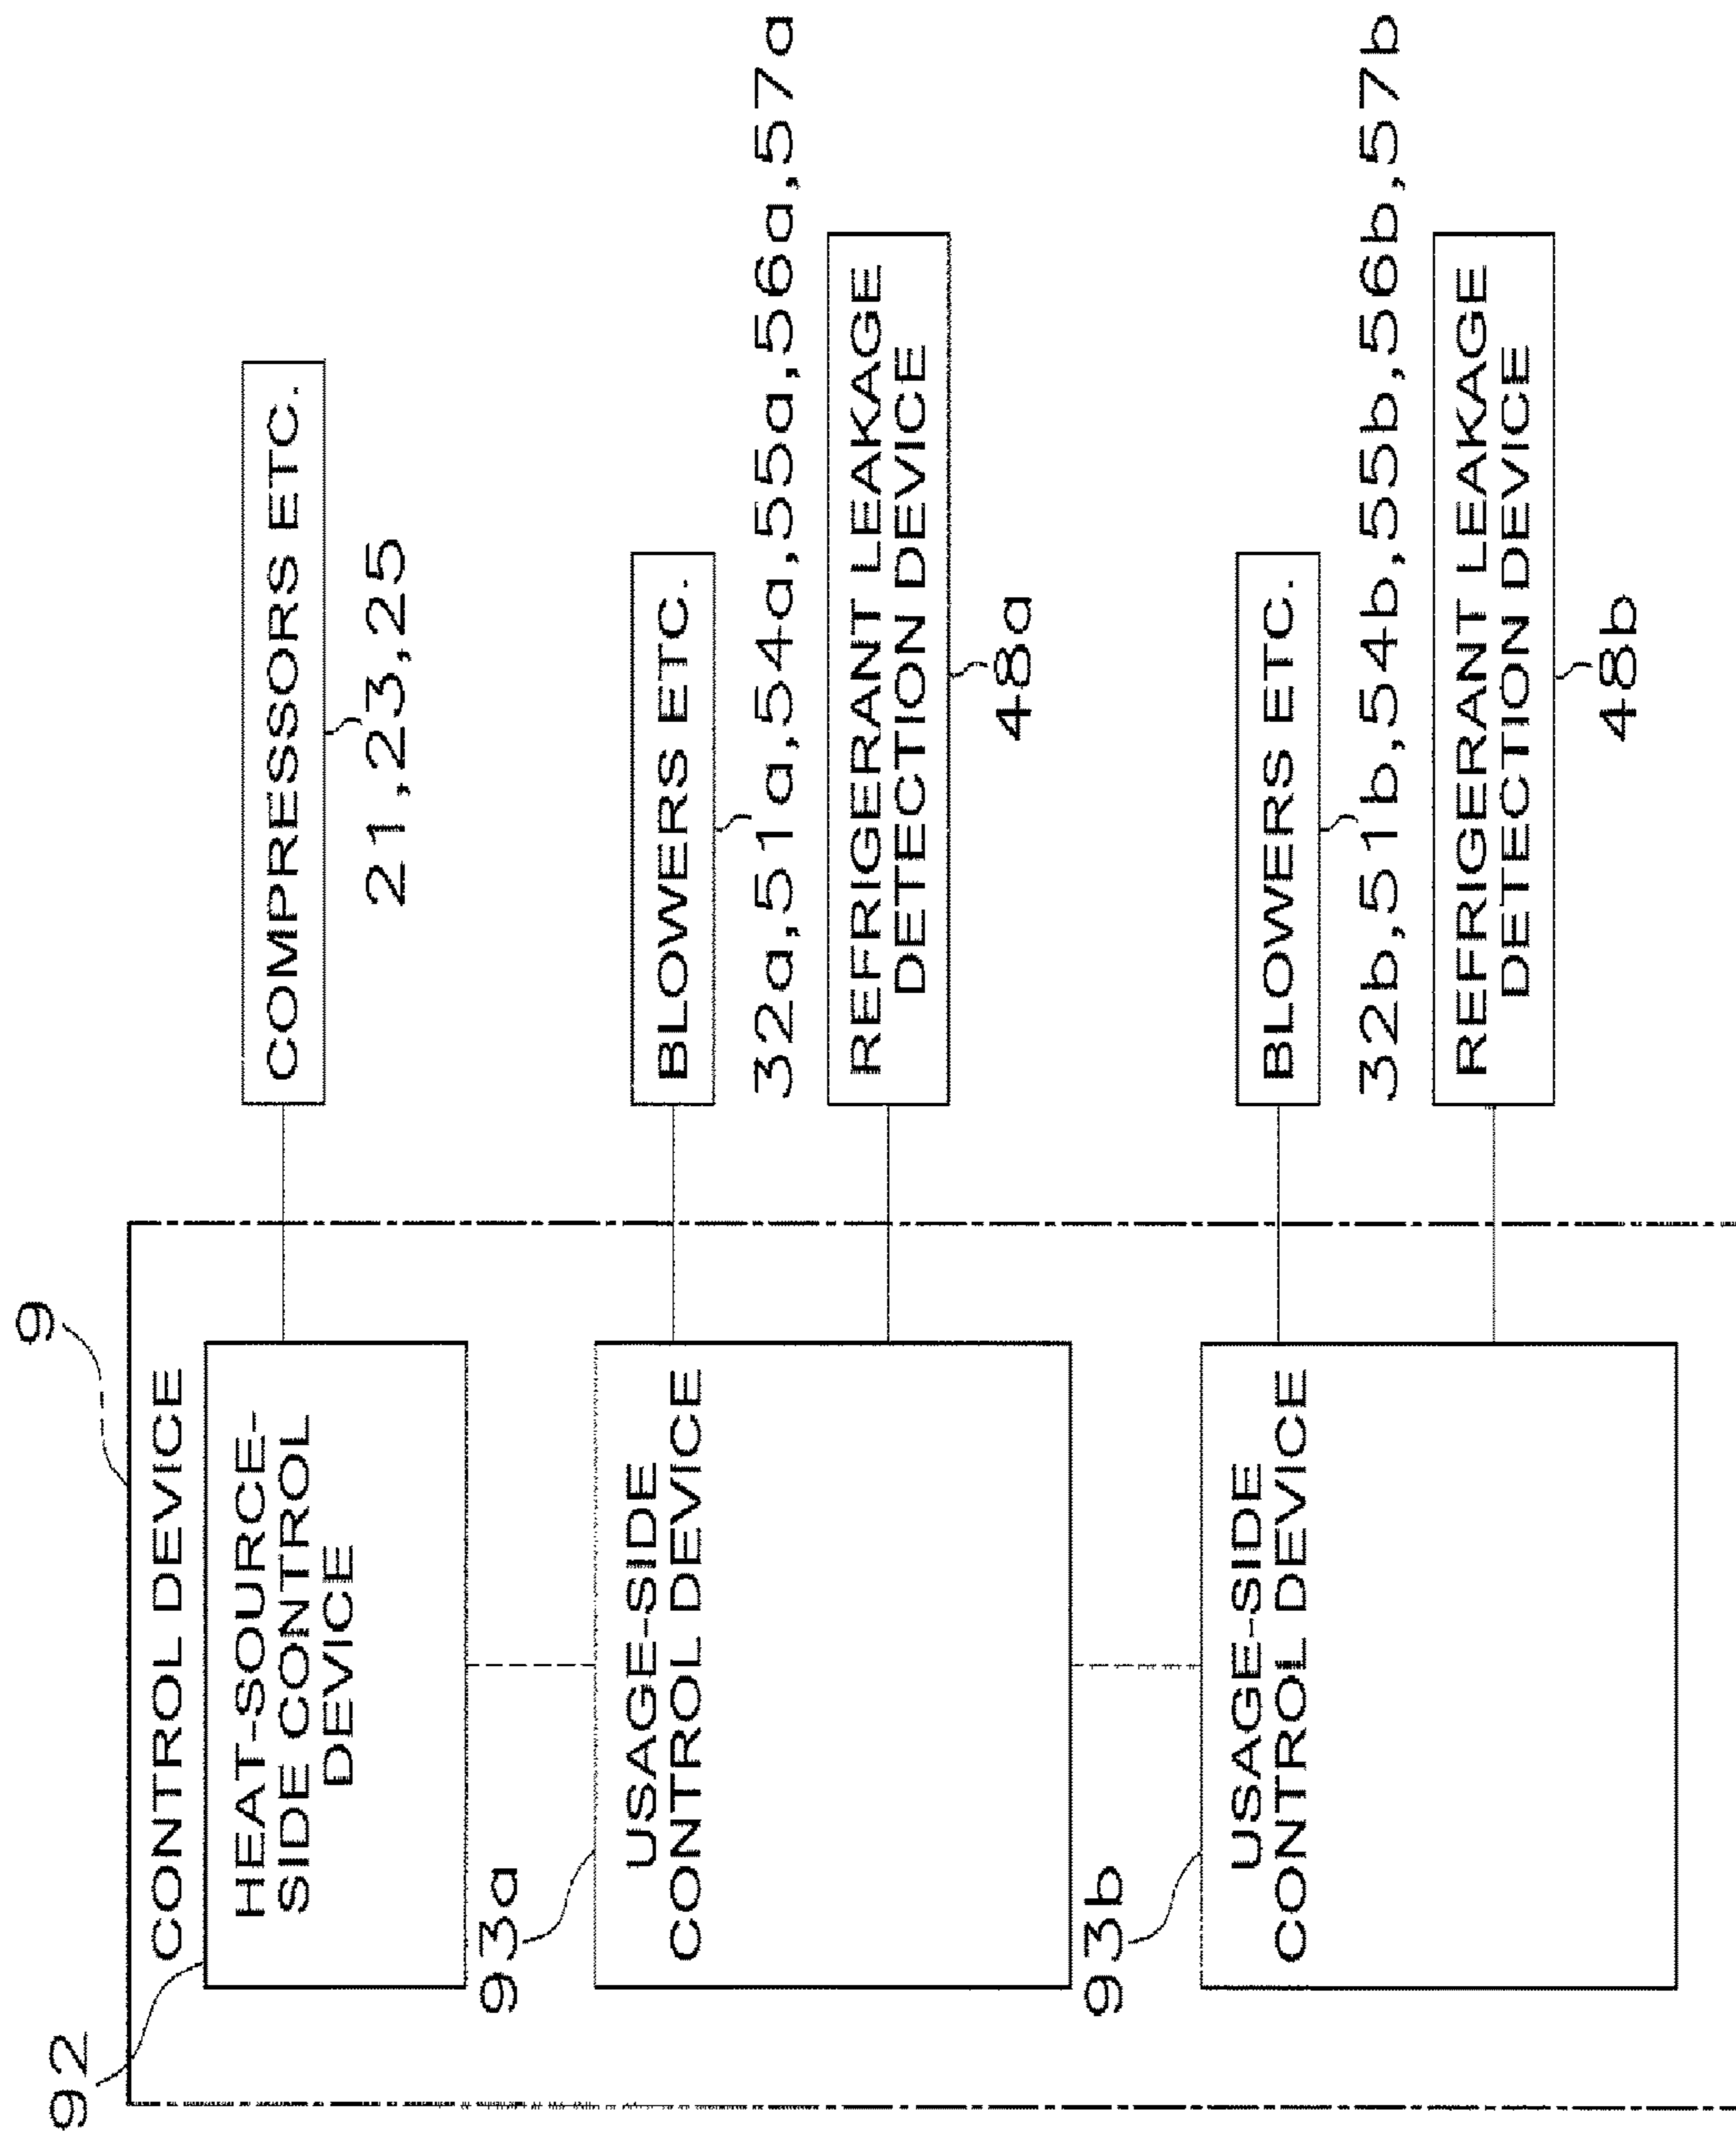 9
92
CONTROL DEVICE
HEAT-SOURCE-
SIDE CONTROL
DEVICE
COMPRESSORS ETC.
21,23,25
93a
USAGE-SIDE
CONTROL DEVICE
BLOWERS ETC.
32a,51a,54a,55a,56a,57a
REFRIGERANT LEAKAGE
DETECTION DEVICE
48a
93b
USAGE-SIDE
CONTROL DEVICE
BLOWERS ETC.
32b,51b,54b,55b,56b,57b
REFRIGERANT LEAKAGE
DETECTION DEVICE
48b